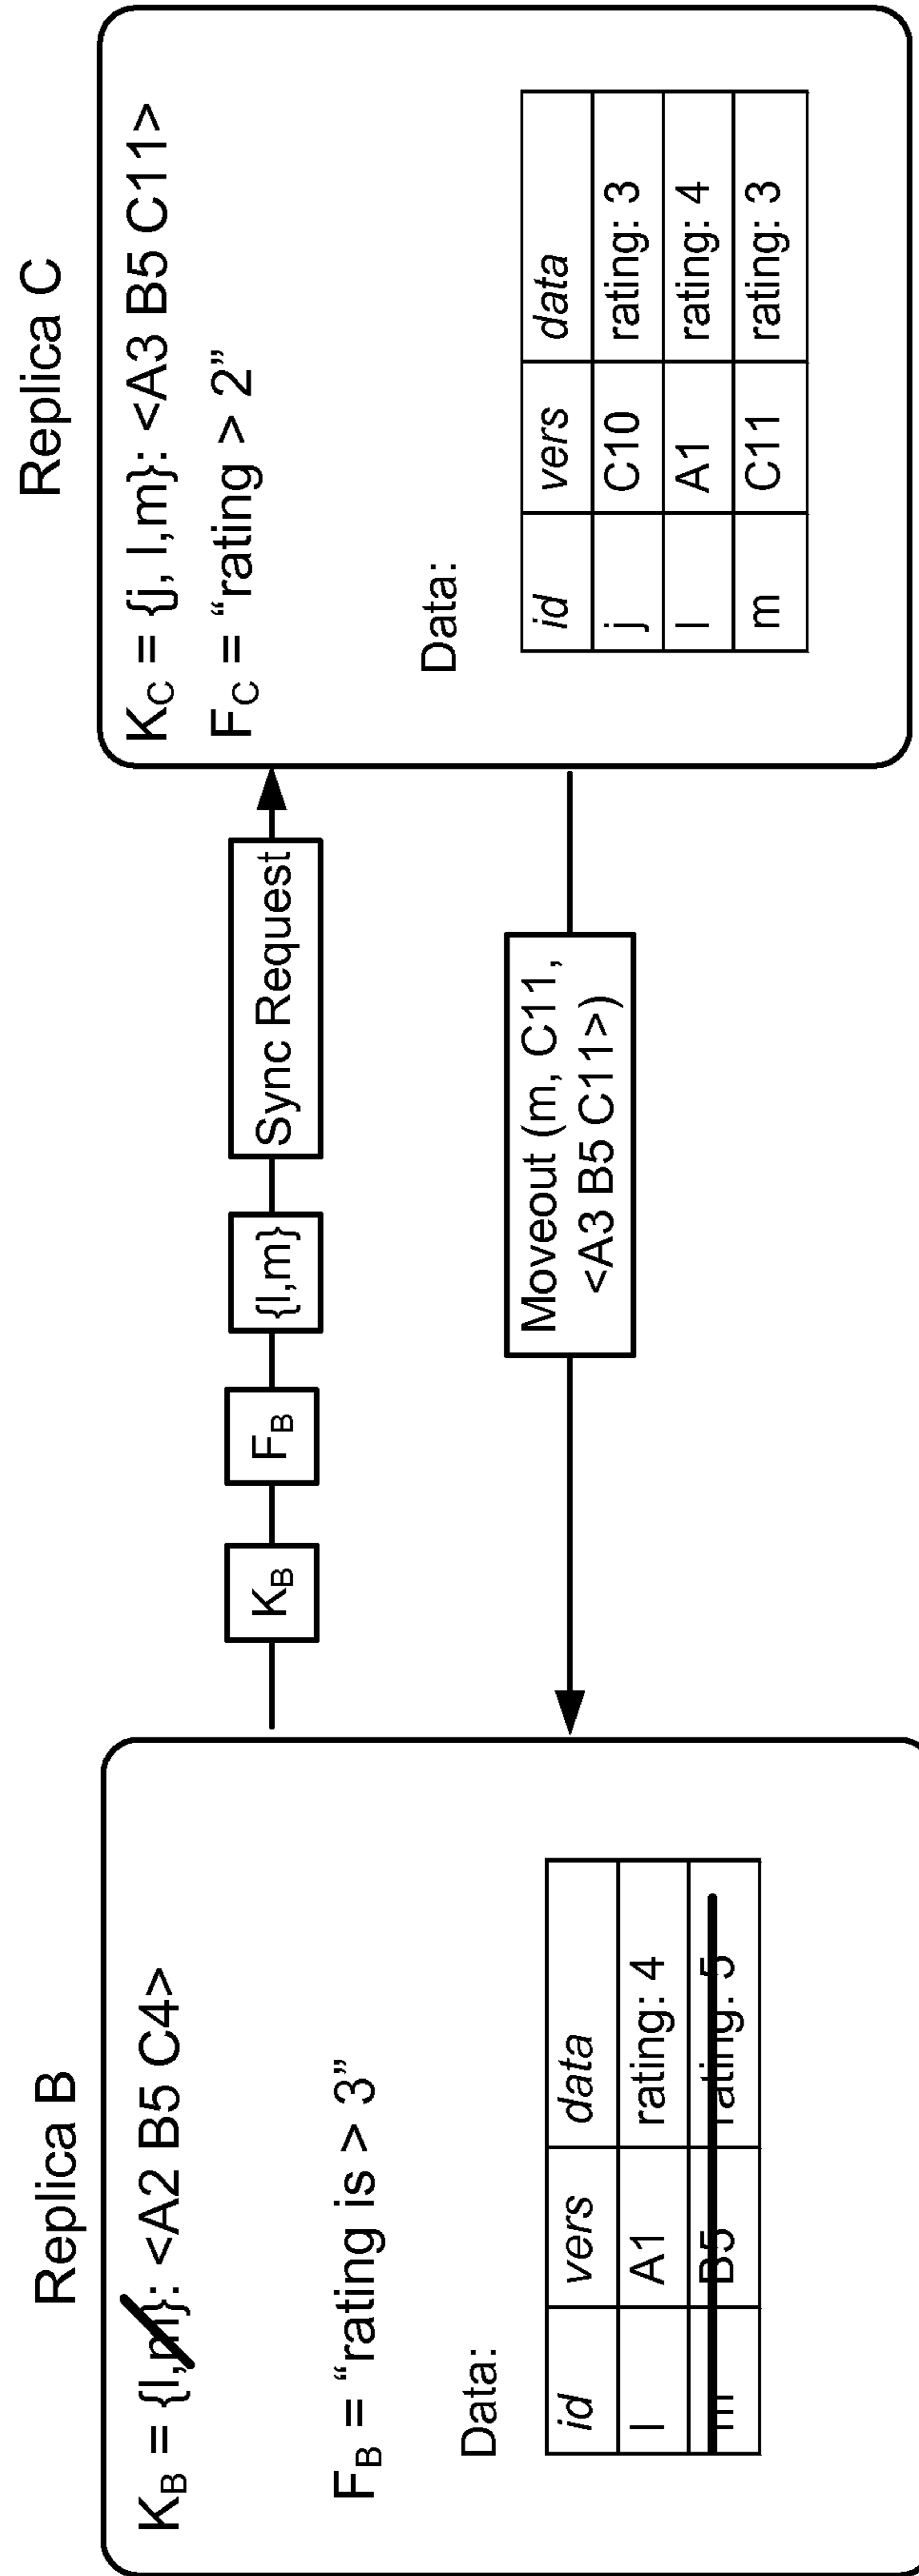 Replica B
K_B = {l,m}: <A2 B5 C4>
F_B = “rating is > 3”
Data:
id vers data
l A1 rating: 4
m B5 rating: 5
K_B
F_B
{l,m}
Sync Request
Moveout (m, C11,
<A3 B5 C11>)
Replica C
K_C = {j, l,m}: <A3 B5 C11>
F_C = “rating > 2”
Data:
id vers data
j C10 rating: 3
l A1 rating: 4
m C11 rating: 3